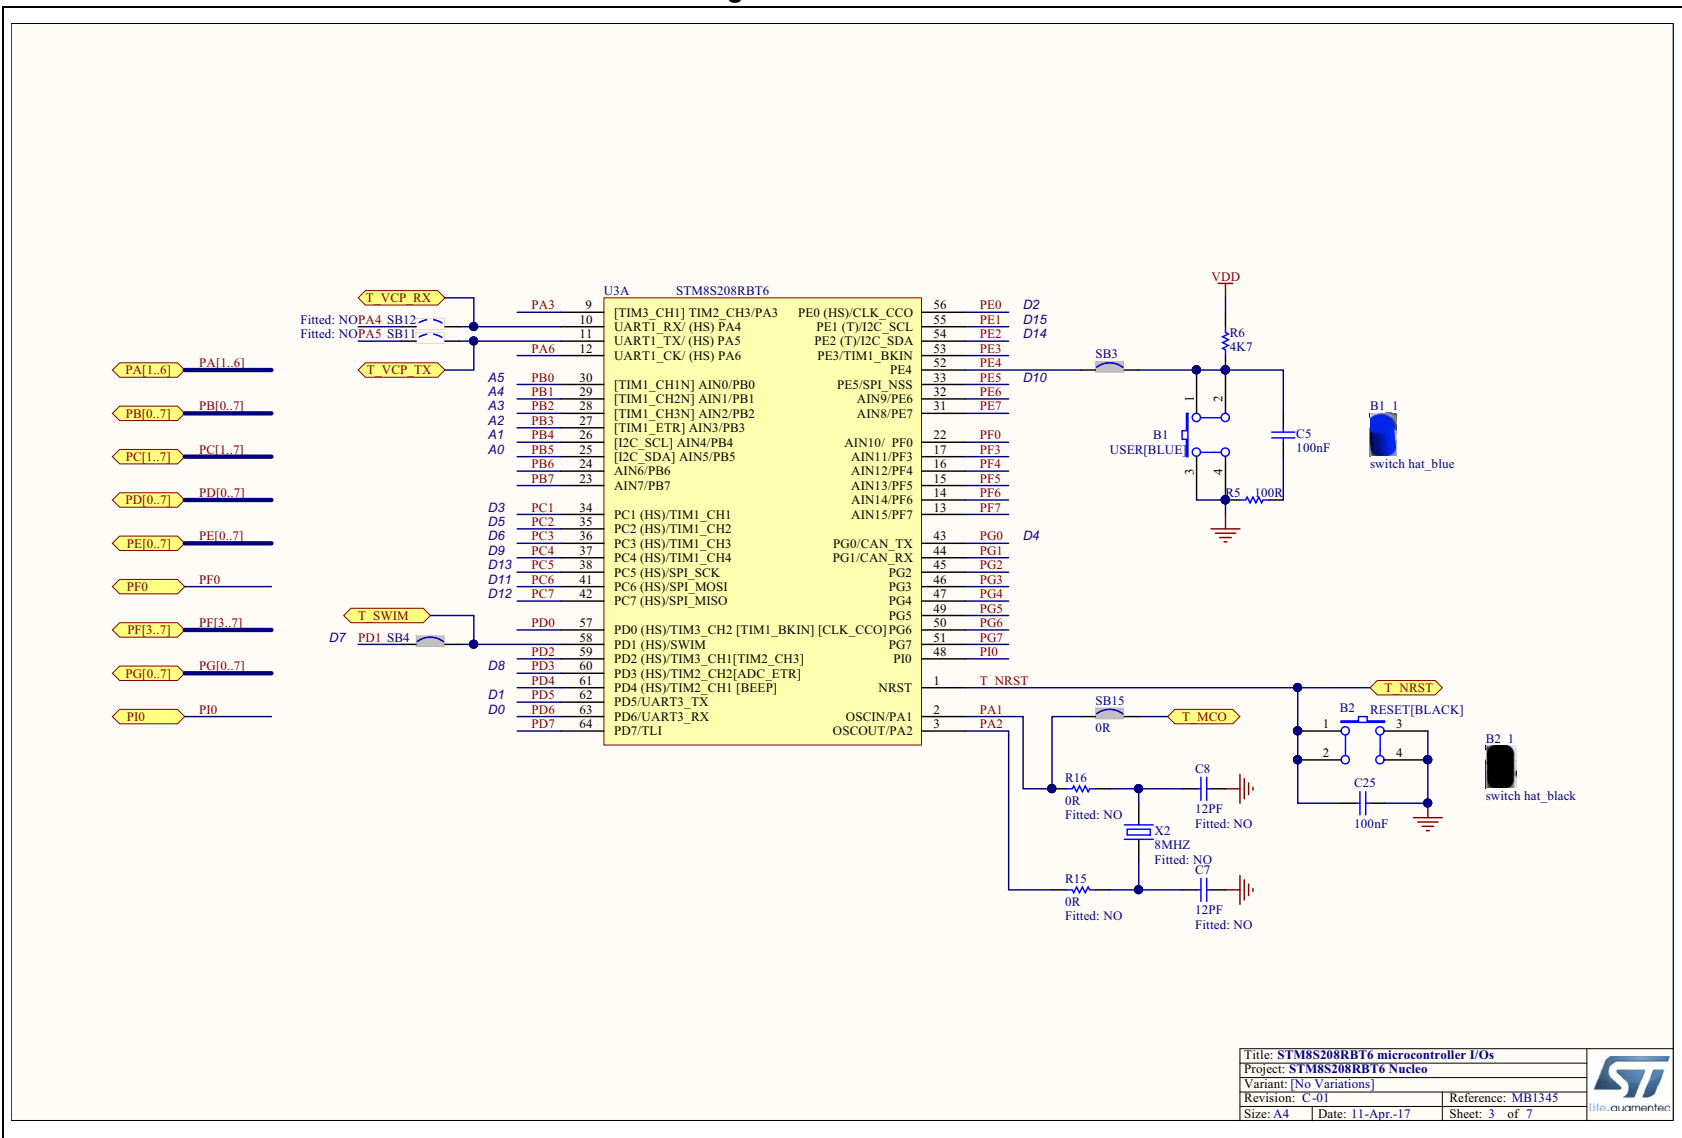 T_VCP_RX
Fitted: NO PA4 SB12
Fitted: NO PA5 SB11
T_VCP_TX
PA[1..6] PA[1..6]
PB[0..7] PB[0..7]
PC[1..7] PC[1..7]
PD[0..7] PD[0..7]
PE[0..7] PE[0..7]
PF0 PF0
PF[3..7] PF[3..7]
PG[0..7] PG[0..7]
PI0 PI0
T_SWIM
D7 PD1 SB4
U3A STM8S208RBT6
PA3 9 [TIM3_CH1] TIM2_CH3/PA3
10 UART1_RX/ (HS) PA4
11 UART1_TX/ (HS) PA5
PA6 12 UART1_CK/ (HS) PA6
A5 PB0 30 [TIM1_CH1N] AIN0/PB0
A4 PB1 29 [TIM1_CH2N] AIN1/PB1
A3 PB2 28 [TIM1_CH3N] AIN2/PB2
A2 PB3 27 [TIM1_ETR] AIN3/PB3
A1 PB4 26 [I2C_SCL] AIN4/PB4
A0 PB5 25 [I2C_SDA] AIN5/PB5
PB6 24 AIN6/PB6
PB7 23 AIN7/PB7
D3 PC1 34 PC1 (HS)/TIM1_CH1
D5 PC2 35 PC2 (HS)/TIM1_CH2
D6 PC3 36 PC3 (HS)/TIM1_CH3
D9 PC4 37 PC4 (HS)/TIM1_CH4
D13 PC5 38 PC5 (HS)/SPI_SCK
D11 PC6 41 PC6 (HS)/SPI_MOSI
D12 PC7 42 PC7 (HS)/SPI_MISO
PD0 57 PD0 (HS)/TIM3_CH2 [TIM1_BKIN] [CLK_CCO]
58 PD1 (HS)/SWIM
PD2 59 PD2 (HS)/TIM3_CH1[TIM2_CH3]
D8 PD3 60 PD3 (HS)/TIM2_CH2[ADC_ETR]
PD4 61 PD4 (HS)/TIM2_CH1 [BEEP]
D1 PD5 62 PD5/UART3_TX
D0 PD6 63 PD6/UART3_RX
PD7 64 PD7/TLI
PE0 (HS)/CLK_CCO 56 PE0 D2
PE1 (T)/I2C_SCL 55 PE1 D15
PE2 (T)/I2C_SDA 54 PE2 D14
PE3/TIM1_BKIN 53 PE3
PE4 52 PE4
PE5/SPI_NSS 33 PE5 D10
AIN9/PE6 32 PE6
AIN8/PE7 31 PE7
AIN10/ PF0 22 PF0
AIN11/PF3 17 PF3
AIN12/PF4 16 PF4
AIN13/PF5 15 PF5
AIN14/PF6 14 PF6
AIN15/PF7 13 PF7
PG0/CAN_TX 43 PG0 D4
PG1/CAN_RX 44 PG1
PG2 45 PG2
PG3 46 PG3
PG4 47 PG4
PG5 49 PG5
PG6 50 PG6
PG7 51 PG7
PI0 48 PI0
NRST 1 T_NRST
OSCIN/PA1 2 PA1
OSCOUT/PA2 3 PA2
VDD
R6
4K7
SB3
1 2
B1
USER[BLUE]
3 4
C5
100nF
R5 100R
B1_1
switch hat_blue
T_NRST
SB15
0R
T_MCO
B2 RESET[BLACK]
1 3
2 4
C25
100nF
B2_1
switch hat_black
R16
0R
Fitted: NO
C8
12PF
Fitted: NO
X2
8MHZ
Fitted: NO
R15
0R
Fitted: NO
C7
12PF
Fitted: NO
Title: STM8S208RBT6 microcontroller I/Os
Project: STM8S208RBT6 Nucleo
Variant: [No Variations]
Revision: C-01 Reference: MB1345
Size: A4 Date: 11-Apr.-17 Sheet: 3 of 7
ST
life.augmented